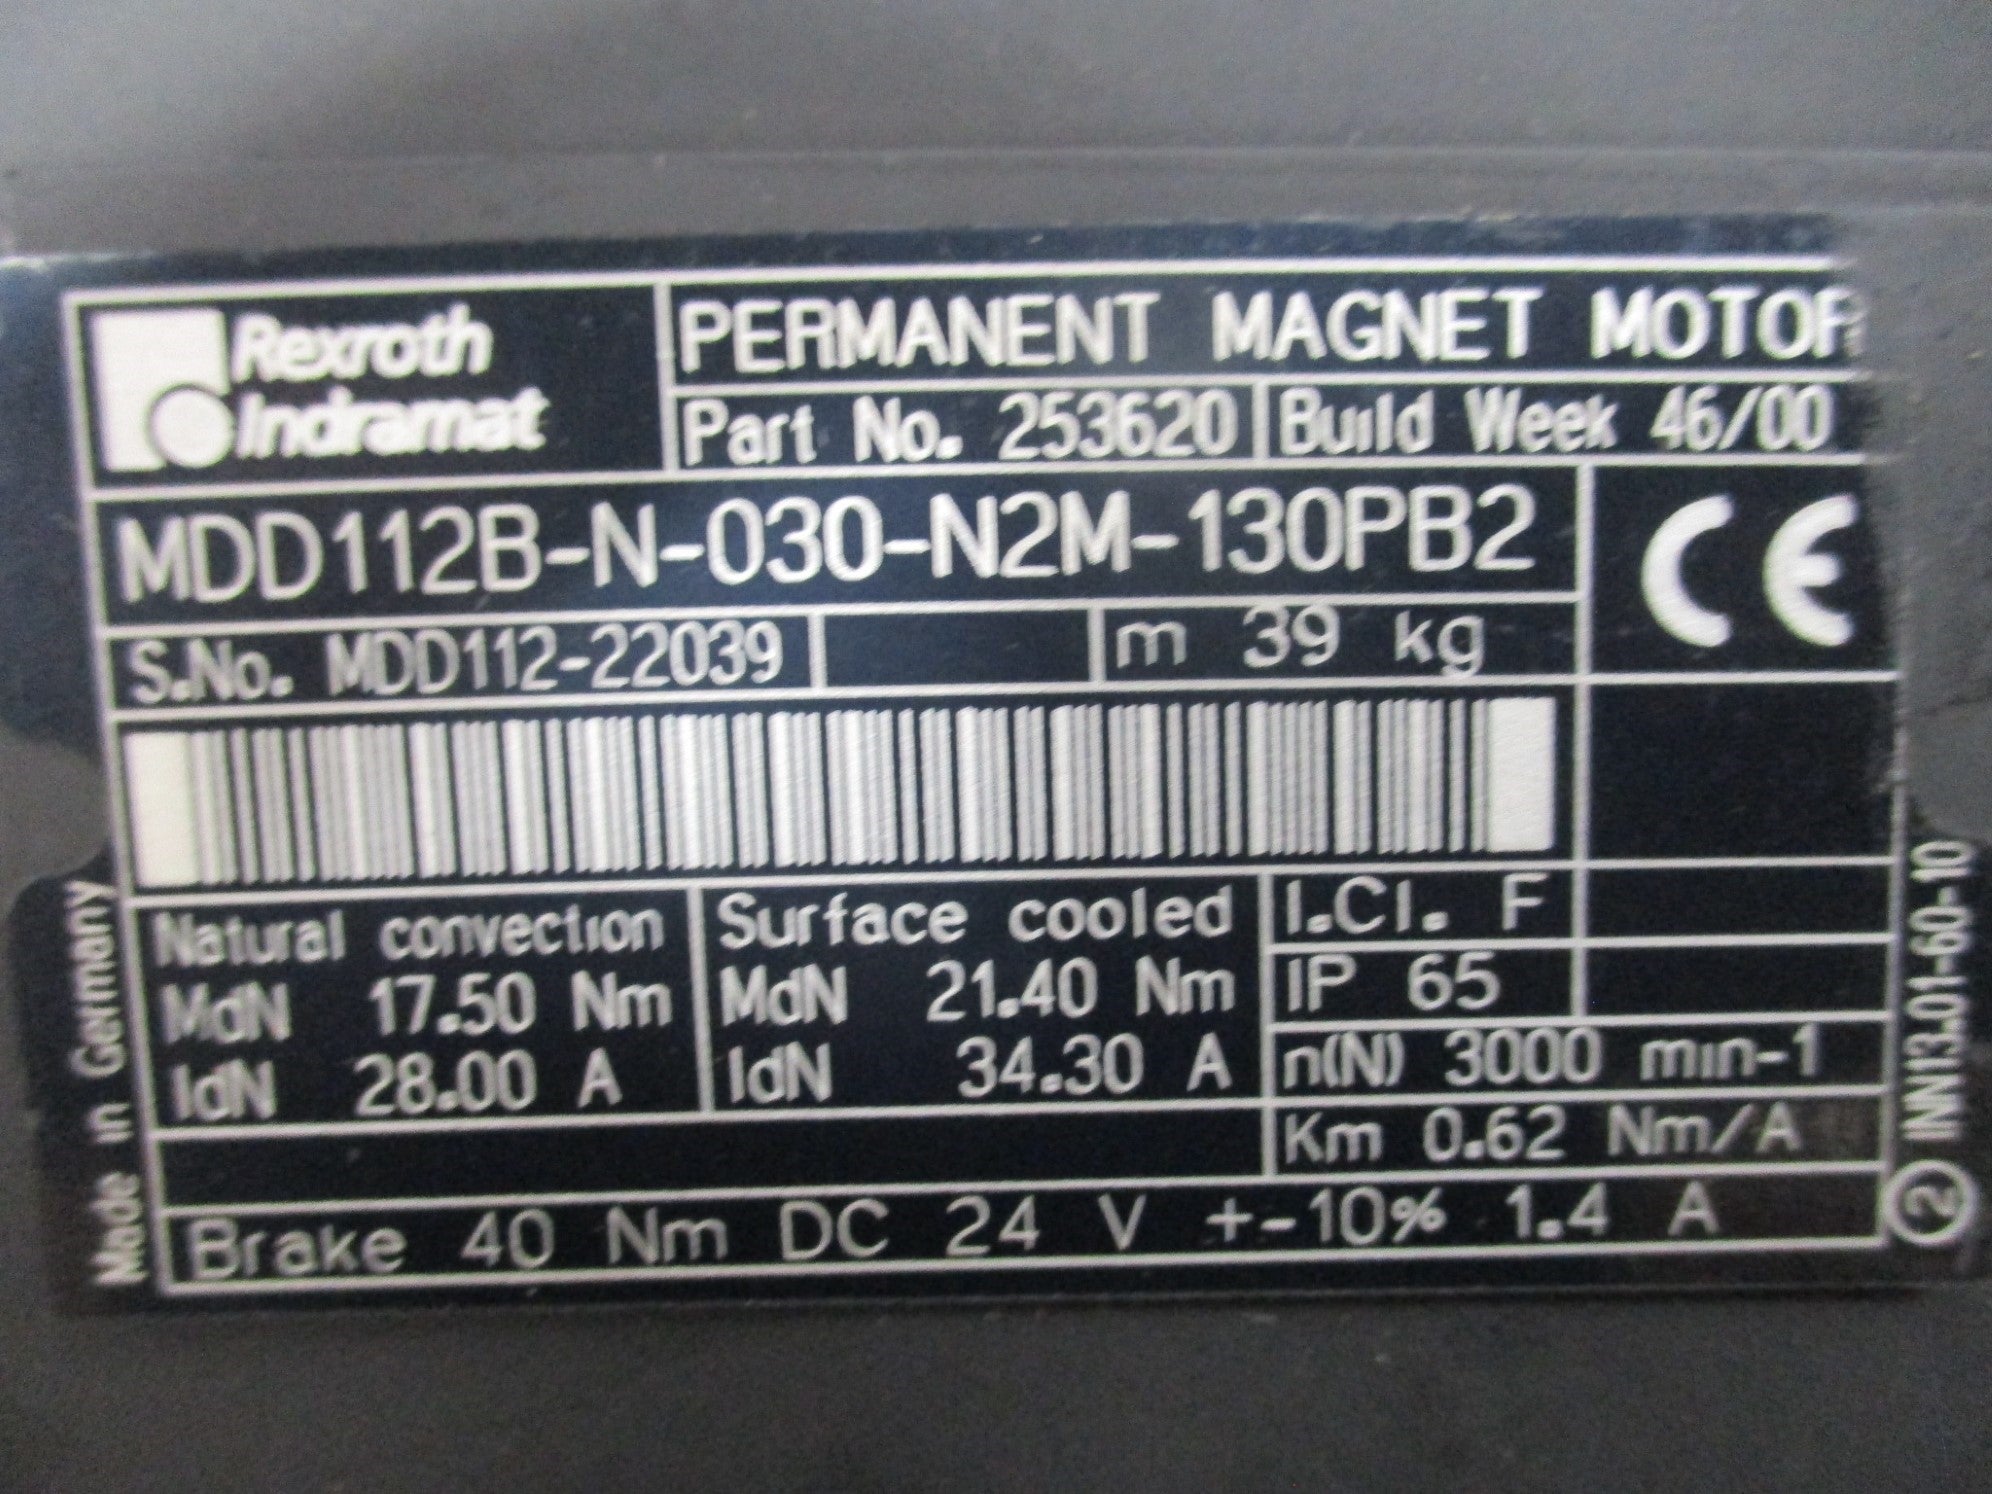 Rexroth
Indramat
PERMANENT MAGNET MOTOR
Part No. 253620 Build Week 46/00
MDD112B-N-030-N2M-130PB2
CE
S.No. MDD112-22039 m 39 kg
Natural convection
MdN 17.50 Nm
IdN 28.00 A
Surface cooled
MdN 21.40 Nm
IdN 34.30 A
I.Cl. F
IP 65
n(N) 3000 min-1
Km 0.62 Nm/A
Brake 40 Nm DC 24 V +-10% 1.4 A
Made in Germany
2 INN13.01-60-10